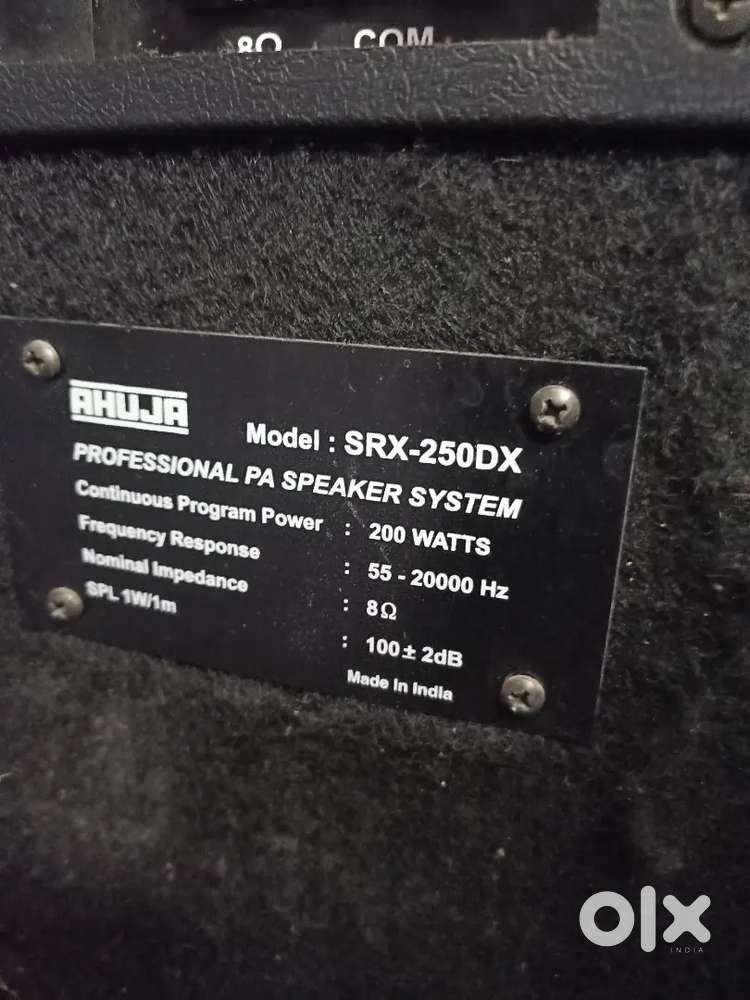 8Ω COM
AHUJA
Model : SRX-250DX
PROFESSIONAL PA SPEAKER SYSTEM
Continuous Program Power : 200 WATTS
Frequency Response : 55 - 20000 Hz
Nominal Impedance : 8Ω
SPL 1W/1m : 100± 2dB
Made In India
olx
INDIA